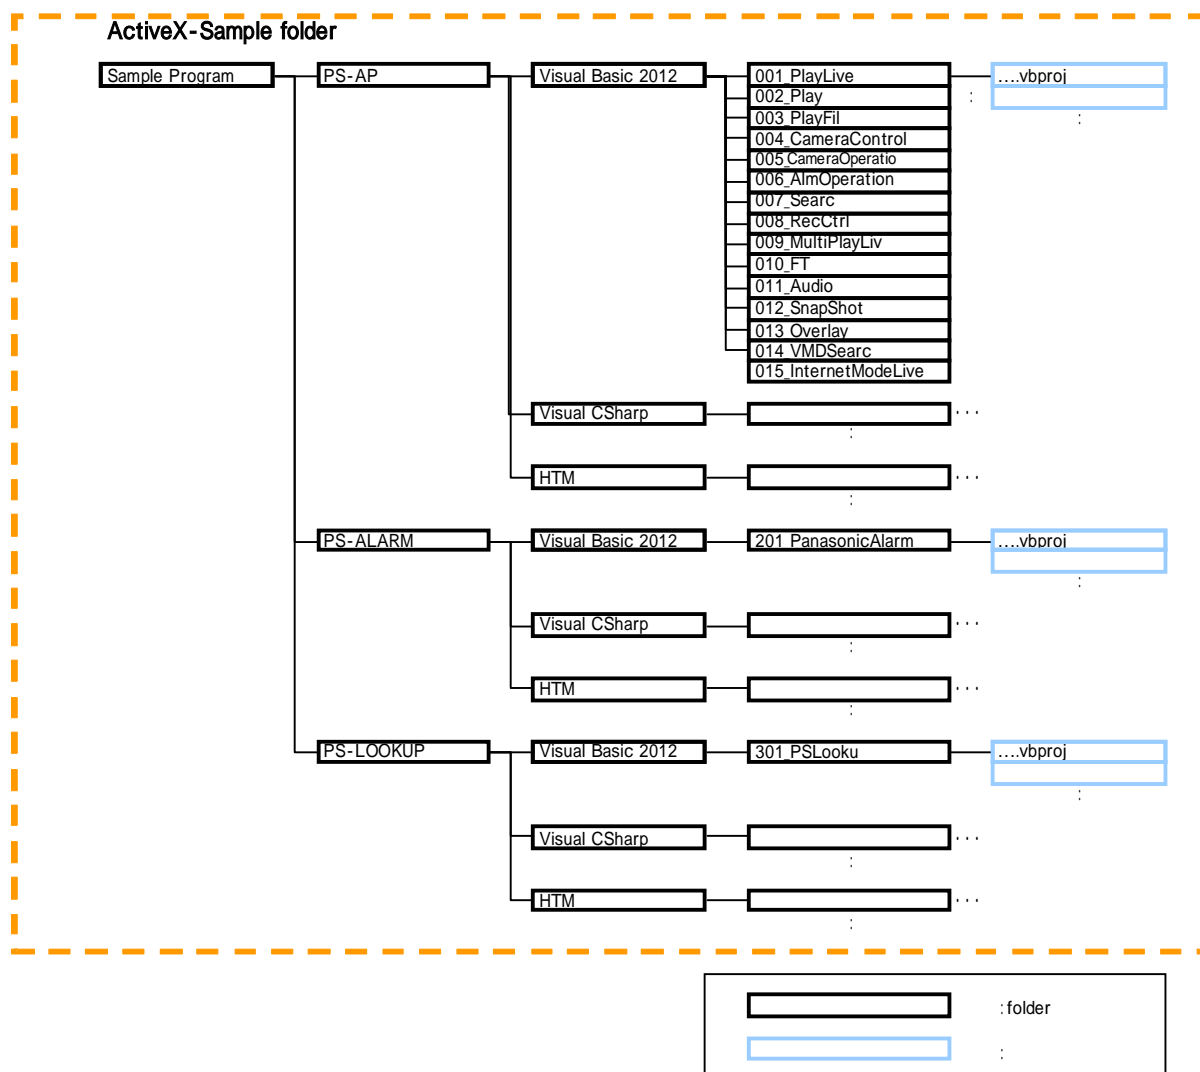 ActiveX-Sample folder
Sample Program
PS-AP
Visual Basic 2012
001_PlayLive
....vbproj
002_Play
:
003_PlayFil
:
004_CameraControl
005_CameraOperatio
006_AlmOperation
007_Searc
008_RecCtrl
009_MultiPlayLiv
010_FT
011_Audio
012_SnapShot
013_Overlay
014_VMDSearc
015_InternetModeLive
Visual CSharp
...
:
HTM
...
:
PS-ALARM
Visual Basic 2012
201_PanasonicAlarm
....vbproj
:
Visual CSharp
...
:
HTM
...
:
PS-LOOKUP
Visual Basic 2012
301_PSLooku
....vbproj
:
Visual CSharp
...
:
HTM
...
:
: folder
: